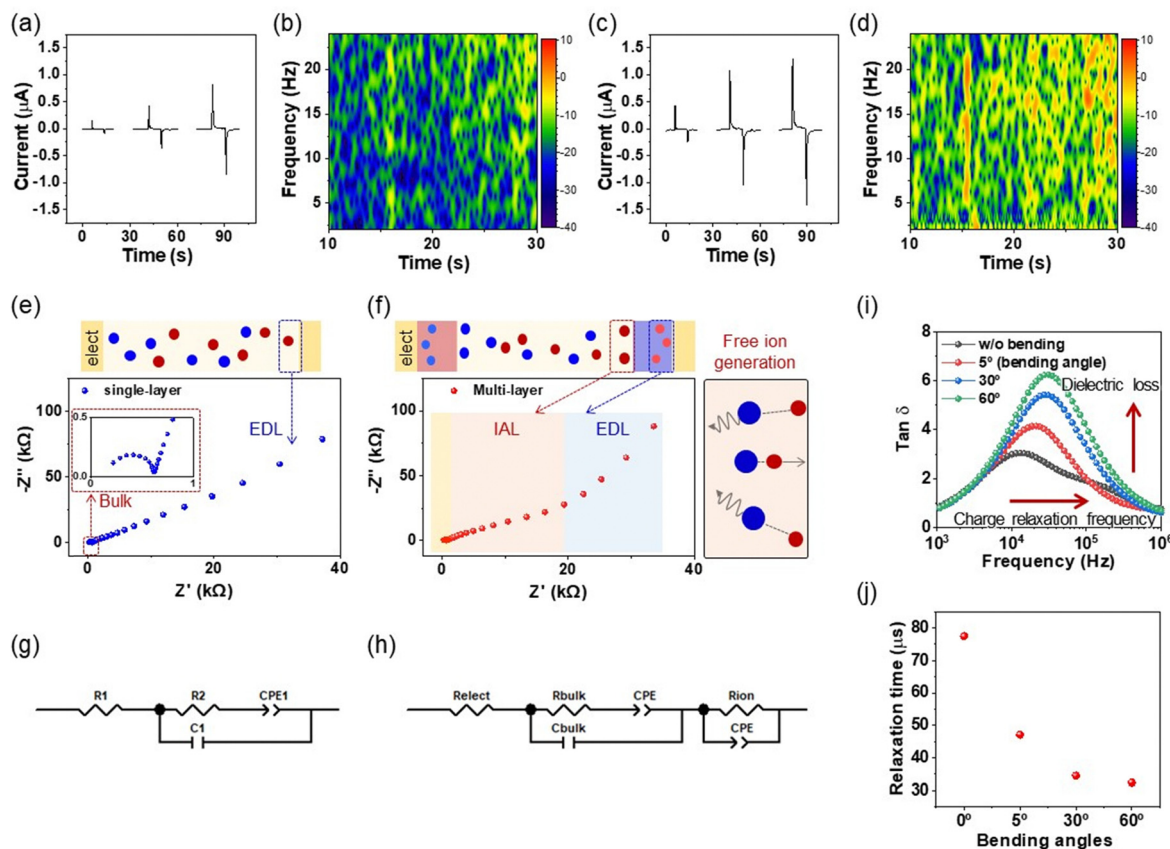 (a)
Current (μA)
1.5
1.0
0.5
0.0
-0.5
-1.0
-1.5
0 30 60 90
Time (s)
(b)
Frequency (Hz)
20
15
10
5
10 20 30
Time (s)
10
0
-10
-20
-30
-40
(c)
Current (μA)
1.5
1.0
0.5
0.0
-0.5
-1.0
-1.5
0 30 60 90
Time (s)
(d)
Frequency (Hz)
20
15
10
5
10 20 30
Time (s)
10
0
-10
-20
-30
-40
(e)
elect
single-layer
-Z" (kΩ)
100
50
0
0.5
0.0
0 1
EDL
Bulk
0 20 40
Z' (kΩ)
(f)
elect
Multi-layer
-Z" (kΩ)
100
50
0
IAL
EDL
0 20 40
Z' (kΩ)
Free ion
generation
(g)
R1
R2
CPE1
C1
(h)
Relect
Rbulk
CPE
Cbulk
Rion
CPE
(i)
Tan δ
8
6
4
2
0
w/o bending
5º (bending angle)
30º
60º
Dielectric loss
Charge relaxation frequency
10³ 10⁴ 10⁵ 10⁶
Frequency (Hz)
(j)
Relaxation time (μs)
80
70
60
50
40
30
0º 5º 30º 60º
Bending angles